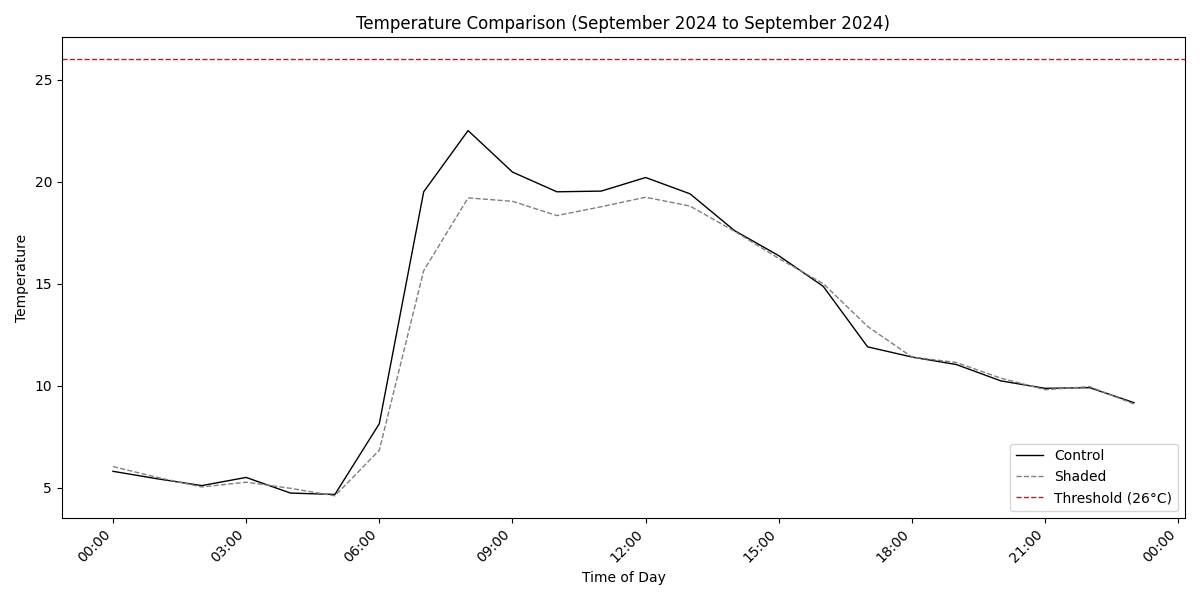 Temperature Comparison (September 2024 to September 2024)
Temperature
25
20
15
10
5
00:00
03:00
06:00
09:00
12:00
15:00
18:00
21:00
00:00
Time of Day
Control
Shaded
Threshold (26°C)